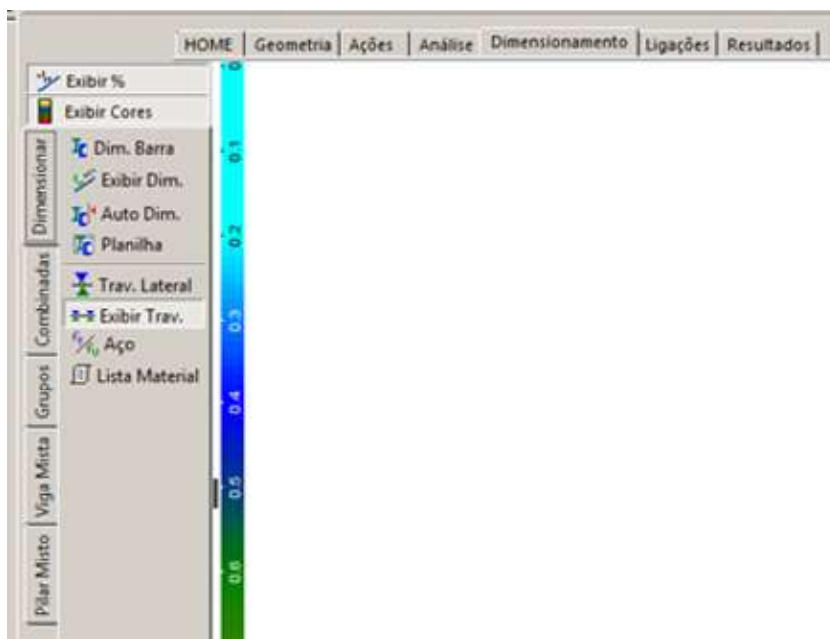 HOME Geometria Ações Análise Dimensionamento Ligações Resultados
Exibir %
Exibir Cores
Dim. Barra
Exibir Dim.
Auto Dim.
Planilha
Trav. Lateral
Exibir Trav.
Aço
Lista Material
Dimensionar
Combinadas
Grupos
Viga Mista
Pilar Misto
0
0.1
0.2
0.3
0.4
0.5
0.6